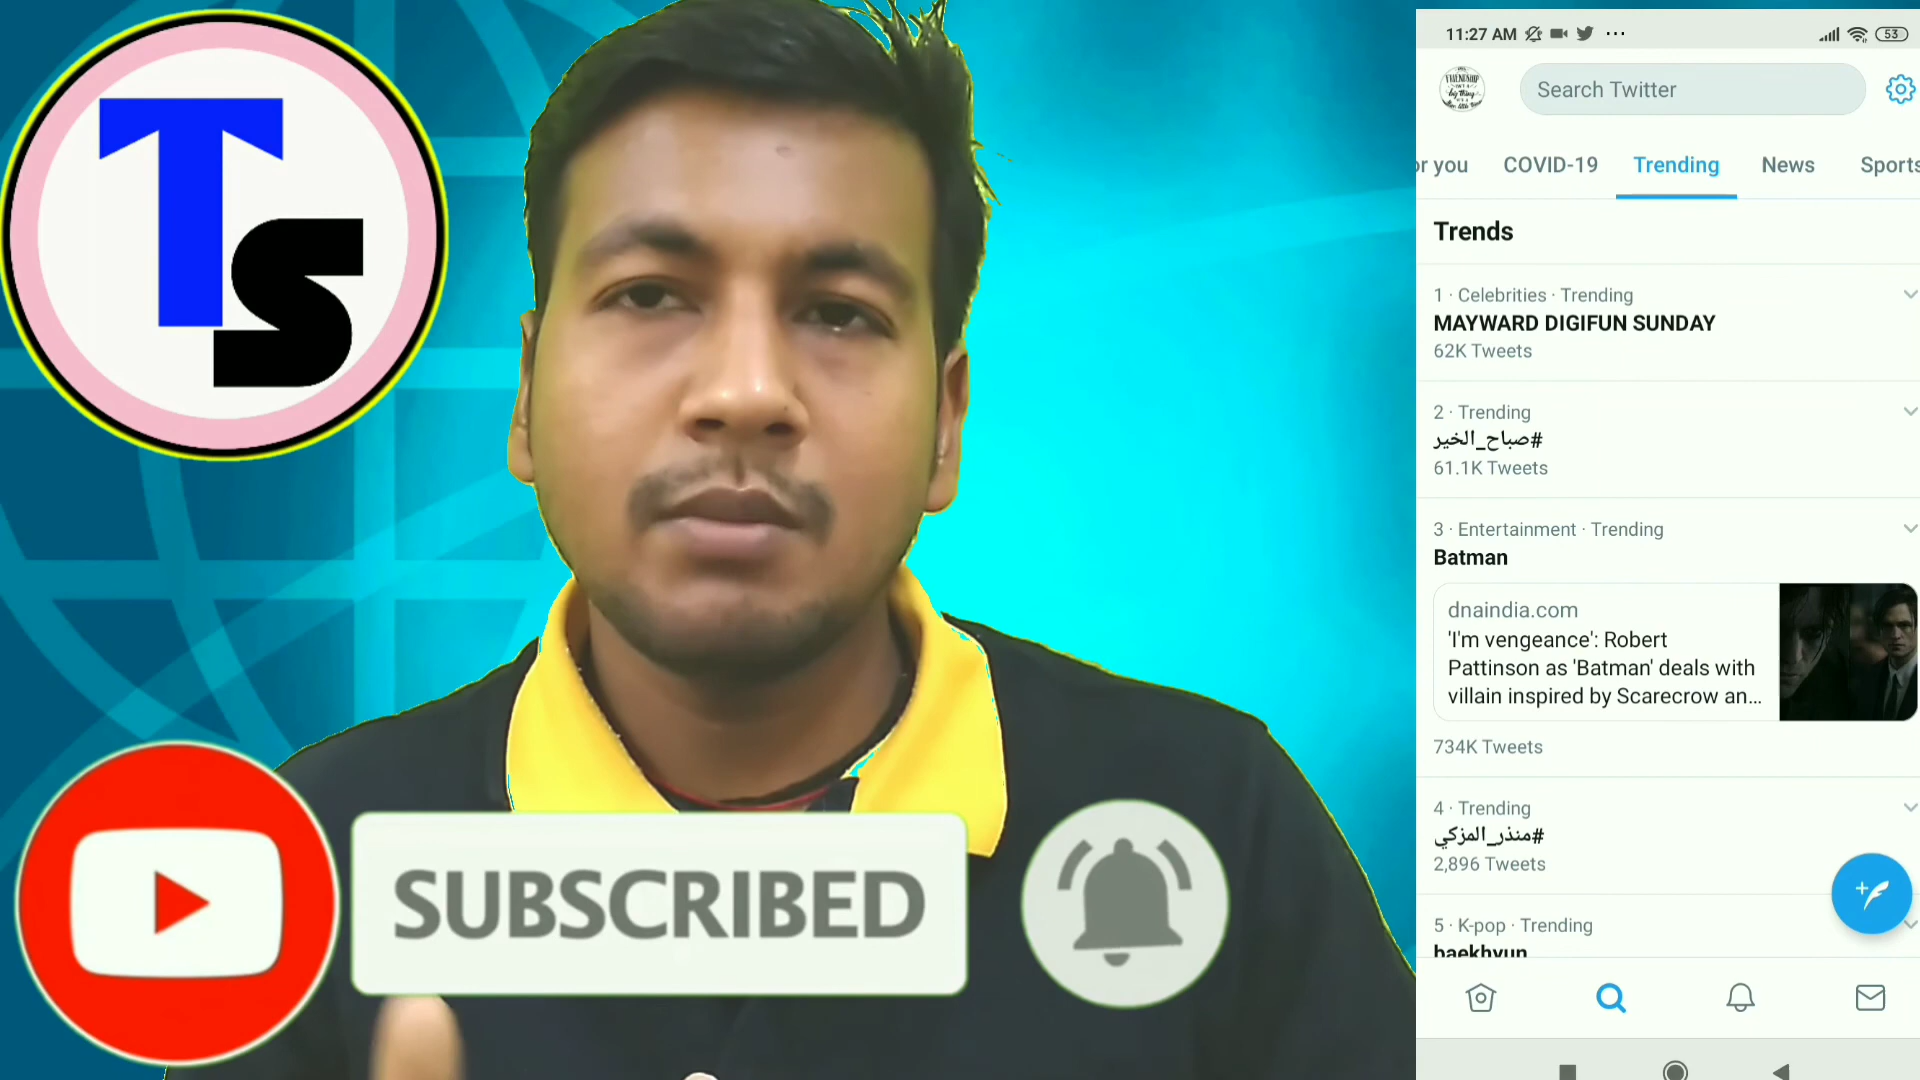 TS
SUBSCRIBED
11:27 AM
53
Search Twitter
or you COVID-19 Trending News Sports
Trends
1 · Celebrities · Trending
MAYWARD DIGIFUN SUNDAY
62K Tweets
2 · Trending
#صباح_الخير
61.1K Tweets
3 · Entertainment · Trending
Batman
dnaindia.com
'I'm vengeance': Robert
Pattinson as 'Batman' deals with
villain inspired by Scarecrow an...
734K Tweets
4 · Trending
#منذر_المزكي
2,896 Tweets
5 · K-pop · Trending
baekhyun